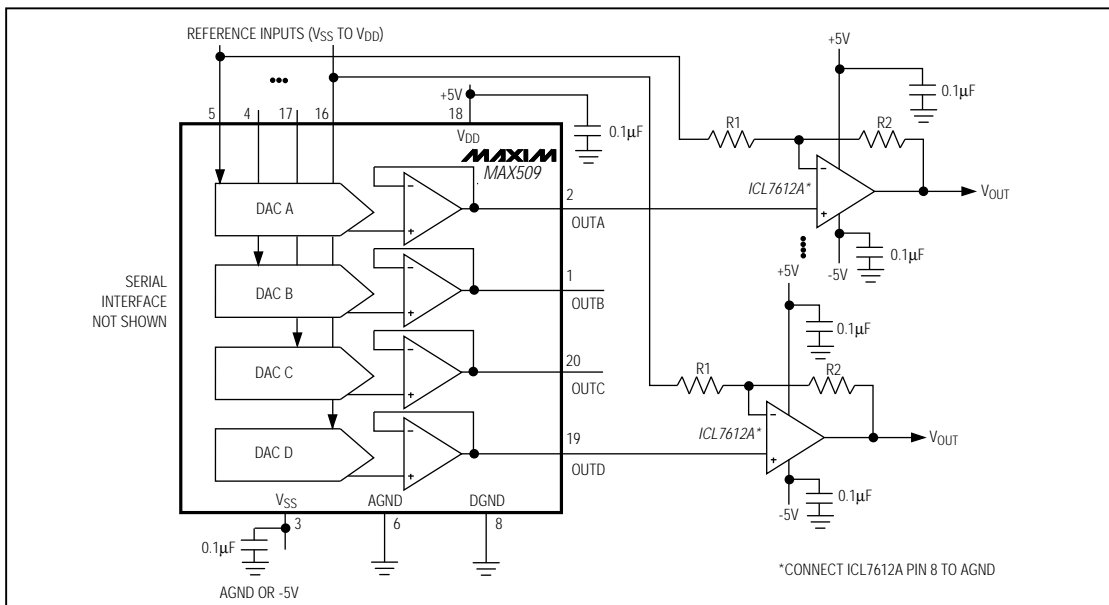 REFERENCE INPUTS (VSS TO VDD)
+5V
•••
+5V
0.1µF
5
4
17
16
18
0.1µF
VDD
R1
R2
MAXIM
MAX509
ICL7612A*
VOUT
DAC A
2
OUTA
0.1µF
-5V
+5V
SERIAL
INTERFACE
NOT SHOWN
DAC B
1
OUTB
0.1µF
DAC C
20
OUTC
R1
R2
ICL7612A*
VOUT
DAC D
19
OUTD
0.1µF
-5V
VSS
AGND
DGND
3
6
8
0.1µF
AGND OR -5V
*CONNECT ICL7612A PIN 8 TO AGND